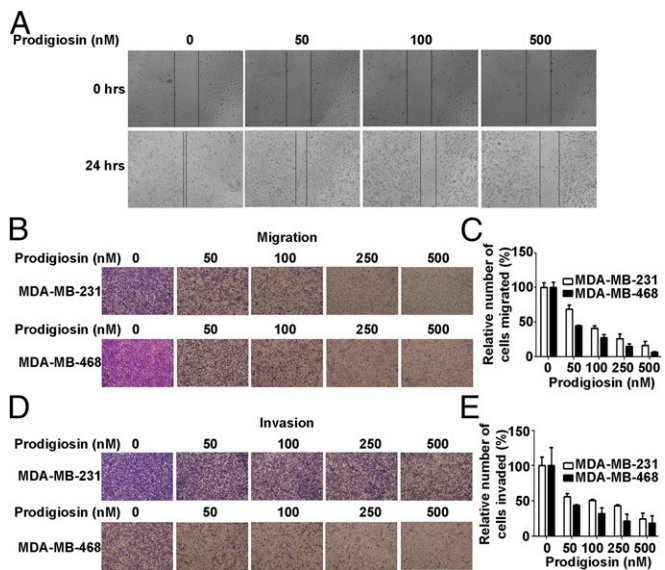 A
Prodigiosin (nM) 0 50 100 500
0 hrs
24 hrs
B
Migration
Prodigiosin (nM) 0 50 100 250 500
MDA-MB-231
Prodigiosin (nM) 0 50 100 250 500
MDA-MB-468
C
Relative number of
cells migrated (%)
150
100
50
0
MDA-MB-231
MDA-MB-468
0 50 100 250 500
Prodigiosin (nM)
D
Invasion
Prodigiosin (nM) 0 50 100 250 500
MDA-MB-231
Prodigiosin (nM) 0 50 100 250 500
MDA-MB-468
E
Relative number of
cells invaded (%)
150
100
50
0
MDA-MB-231
MDA-MB-468
0 50 100 250 500
Prodigiosin (nM)